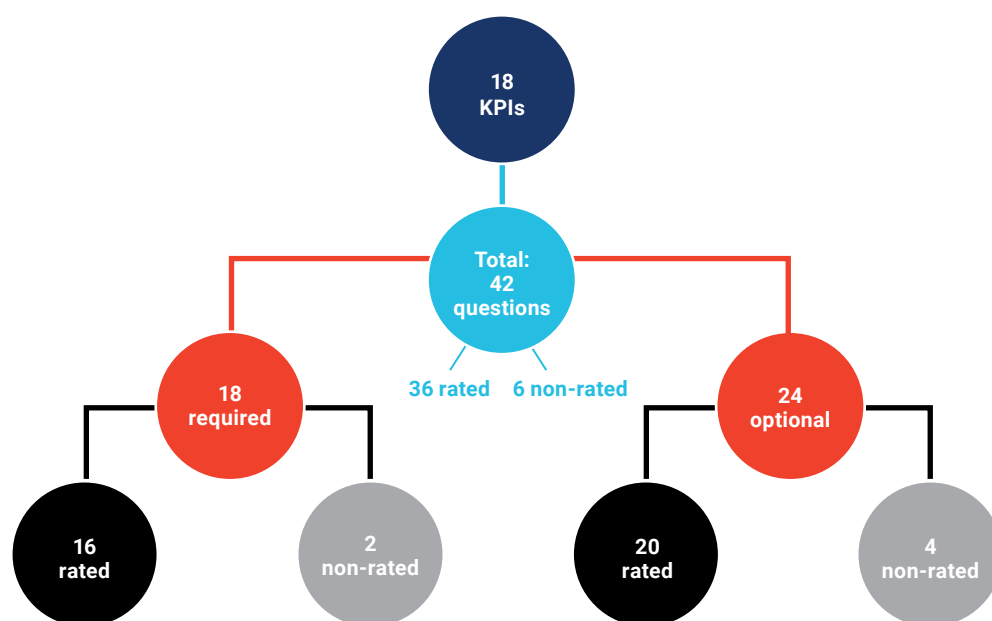 18
KPIs
Total:
42
questions
36 rated
6 non-rated
18
required
24
optional
16
rated
2
non-rated
20
rated
4
non-rated